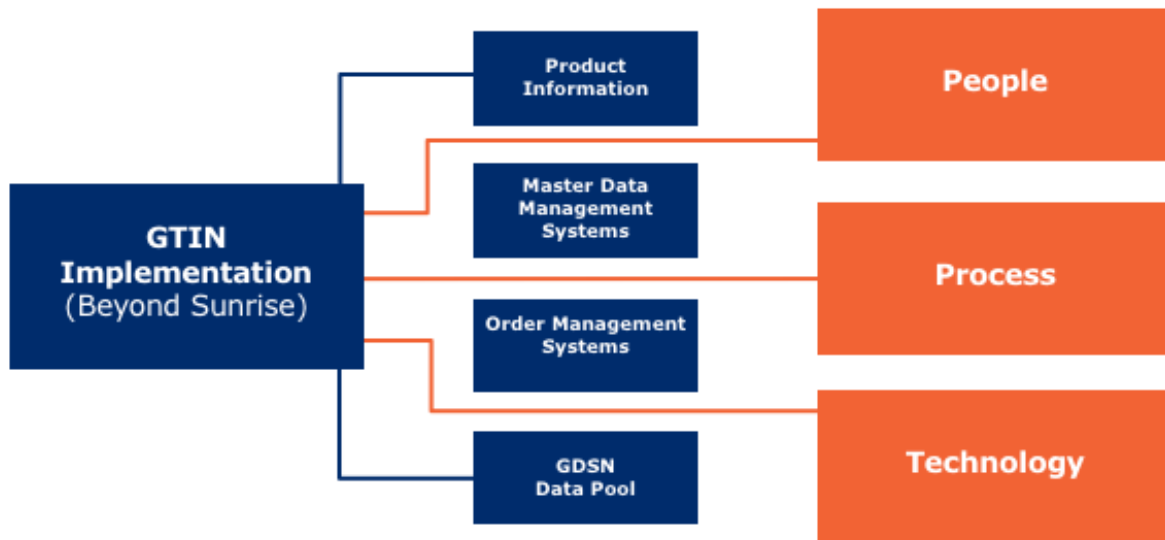 GTIN
Implementation
(Beyond Sunrise)
Product
Information
Master Data
Management
Systems
Order Management
Systems
GDSN
Data Pool
People
Process
Technology